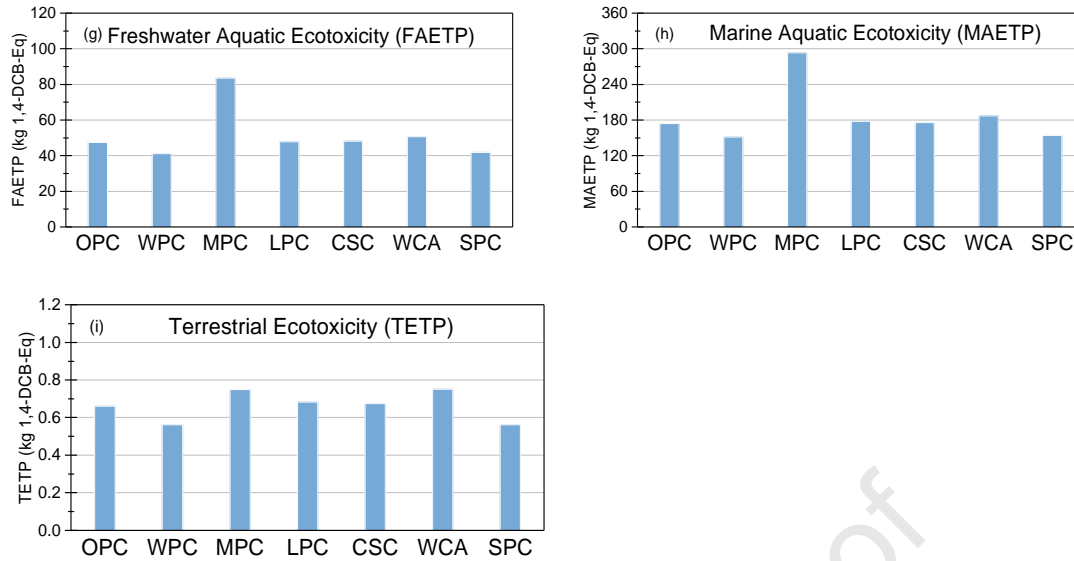 (g) Freshwater Aquatic Ecotoxicity (FAETP)
FAETP (kg 1,4-DCB-Eq)
120
100
80
60
40
20
0
OPC WPC MPC LPC CSC WCA SPC
(h) Marine Aquatic Ecotoxicity (MAETP)
MAETP (kg 1,4-DCB-Eq)
360
300
240
180
120
60
0
OPC WPC MPC LPC CSC WCA SPC
(i) Terrestrial Ecotoxicity (TETP)
TETP (kg 1,4-DCB-Eq)
1.2
1.0
0.8
0.6
0.4
0.2
0.0
OPC WPC MPC LPC CSC WCA SPC
of